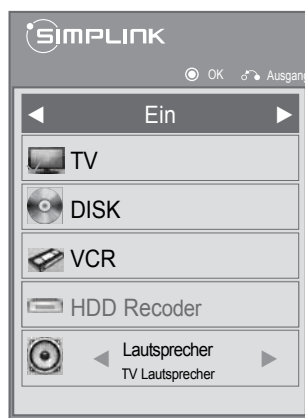 SIMPLINK
OK Ausgang
Ein
TV
DISK
VCR
HDD Recoder
Lautsprecher
TV Lautsprecher